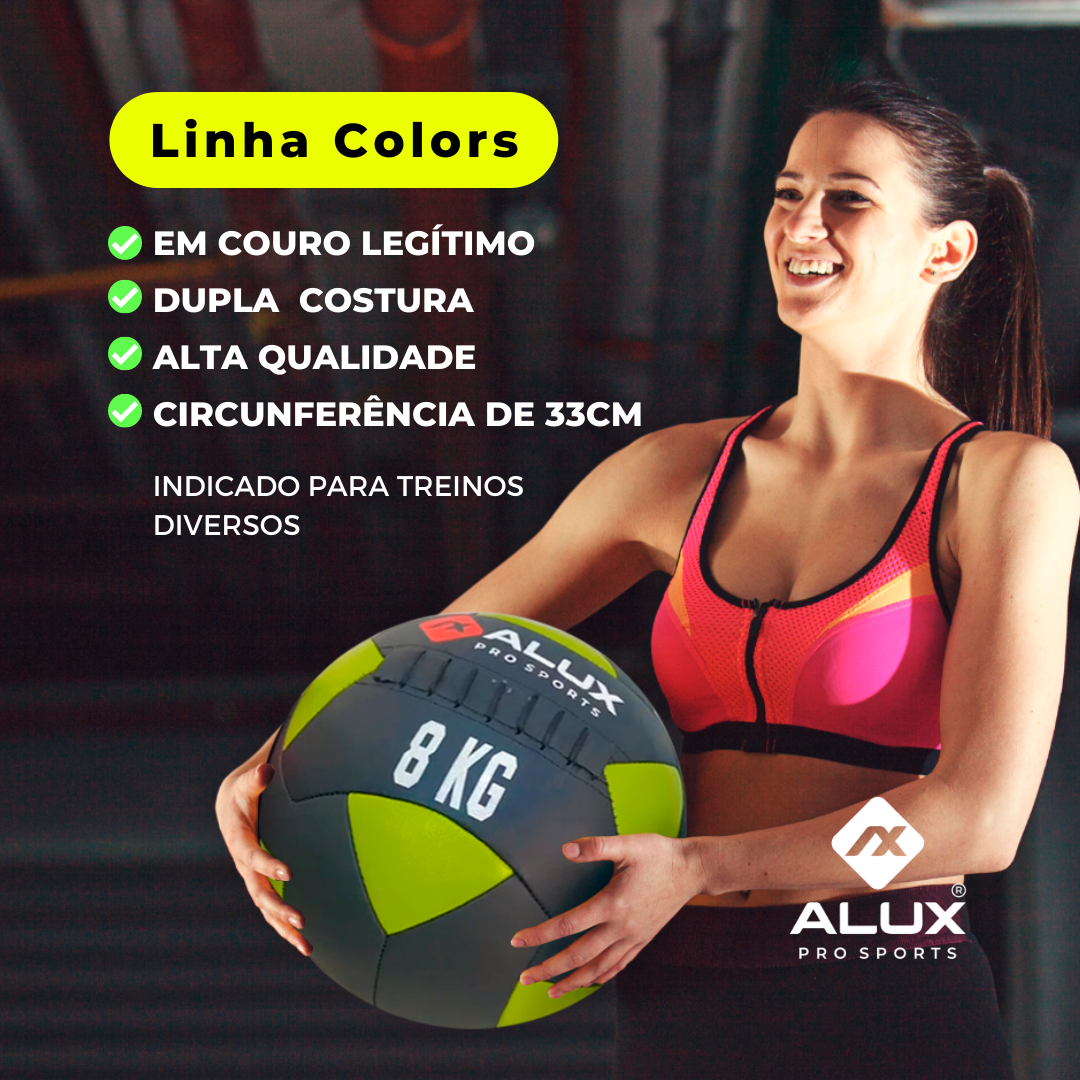 Linha Colors
EM COURO LEGÍTIMO
DUPLA COSTURA
ALTA QUALIDADE
CIRCUNFERÊNCIA DE 33CM
INDICADO PARA TREINOS
DIVERSOS
ALUX
PRO SPORTS
8 KG
ALUX®
PRO SPORTS